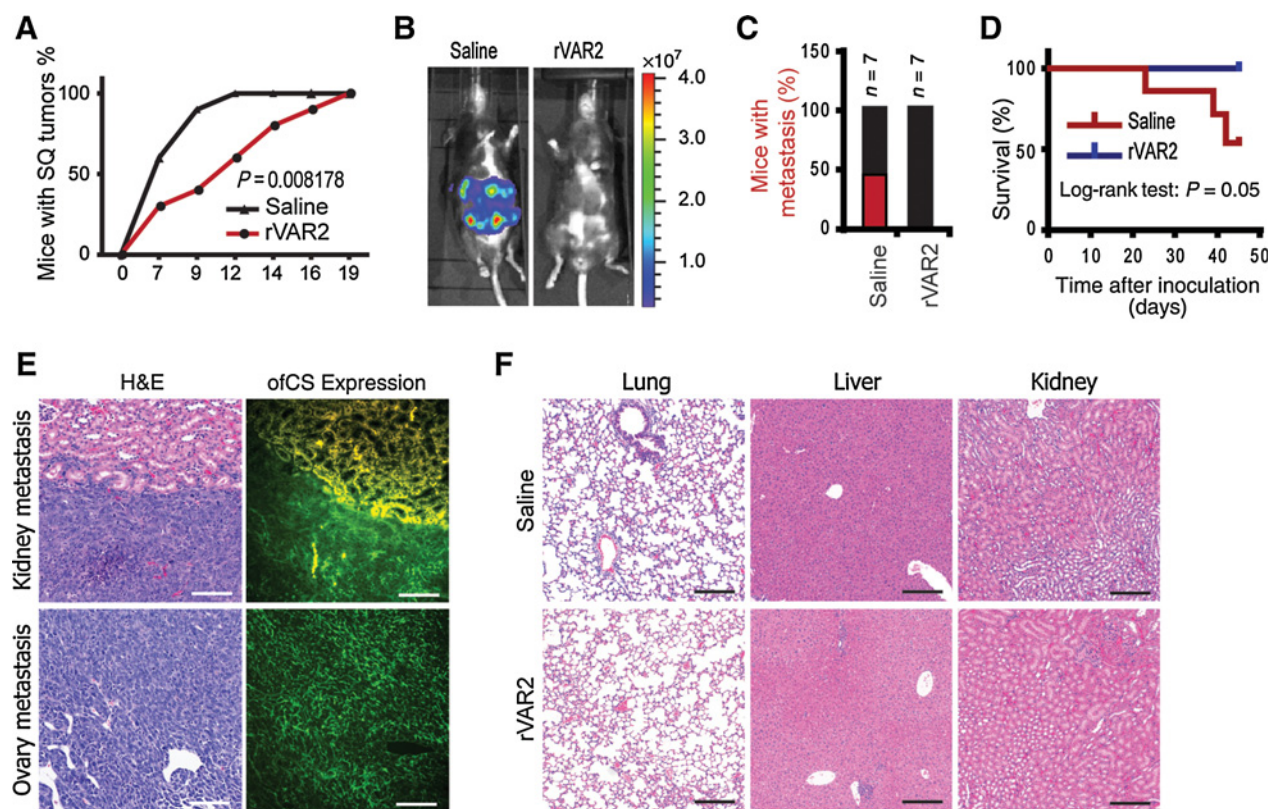 A
Mice with SQ tumors %
100
50
0
P = 0.008178
Saline
rVAR2
0 7 9 12 14 16 19
B
Saline rVAR2
×10⁷
4.0
3.0
2.0
1.0
C
Mice with
metastasis (%)
150
100
50
0
n = 7 n = 7
Saline rVAR2
D
Survival (%)
100
50
0
Saline
rVAR2
Log-rank test: P = 0.05
0 10 20 30 40 50
Time after inoculation
(days)
E
H&E ofCS Expression
Kidney metastasis
Ovary metastasis
F
Lung Liver Kidney
Saline
rVAR2